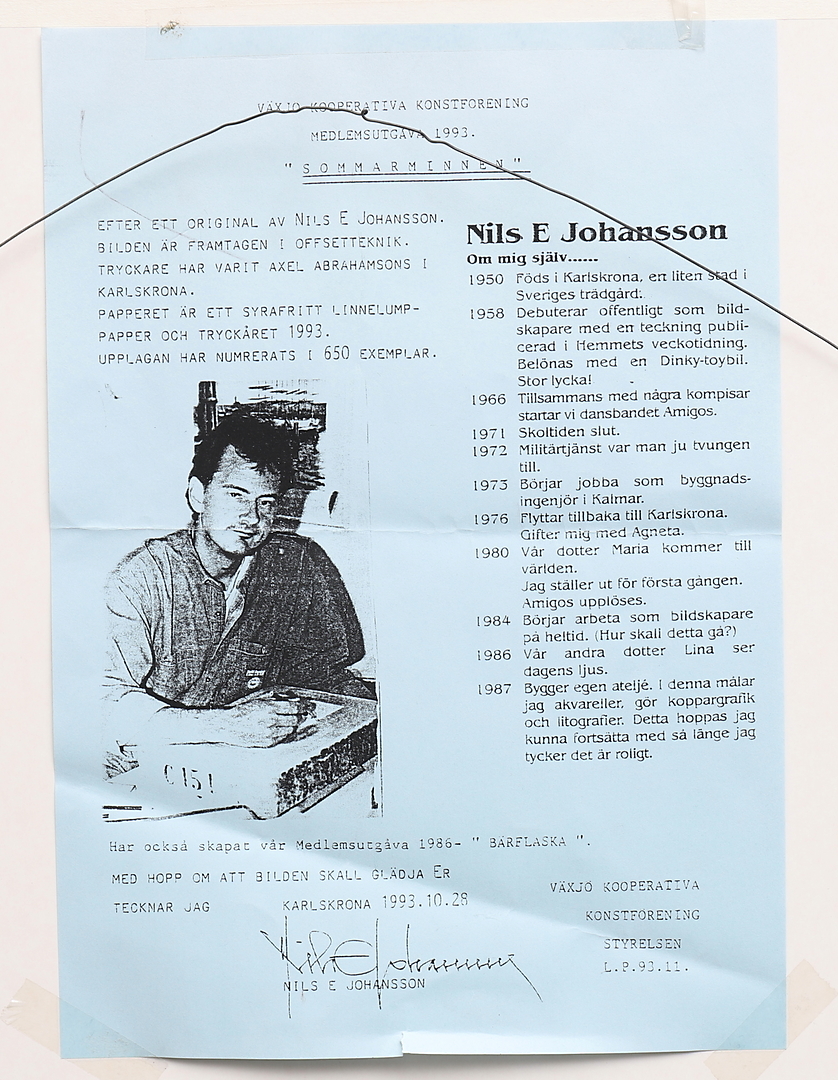 VÄXJÖ KOOPERATIVA KONSTFORENING
MEDLEMSUTGÅVA 1993.
" S O M M A R M I N N E N "
EFTER ETT ORIGINAL AV NILS E JOHANSSON.
BILDEN ÄR FRAMTAGEN I OFFSETTEKNIK.
TRYCKARE HAR VARIT AXEL ABRAHAMSONS I
KARLSKRONA.
PAPPERET ÄR ETT SYRAFRITT LINNELUMP-
PAPPER OCH TRYCKÅRET 1993.
UPPLAGAN HAR NUMRERATS I 650 EXEMPLAR.
Nils E Johansson
Om mig själv......
1950 Föds i Karlskrona, en liten stad i
Sveriges trädgård.
1958 Debuterar offentligt som bild-
skapare med en teckning publi-
cerad i Hemmets veckotidning.
Belönas med en Dinky-toybil.
Stor lycka!
1966 Tillsammans med några kompisar
startar vi dansbandet Amigos.
1971 Skoltiden slut.
1972 Militärtjänst var man ju tvungen
till.
1973 Börjar jobba som byggnads-
ingenjör i Kalmar.
1976 Flyttar tillbaka till Karlskrona.
Gifter mig med Agneta.
1980 Vår dotter Maria kommer till
världen.
Jag ställer ut för första gången.
Amigos upplöses.
1984 Börjar arbeta som bildskapare
på heltid. (Hur skall detta gå?)
1986 Vår andra dotter Lina ser
dagens ljus.
1987 Bygger egen ateljé. I denna målar
jag akvareller, gör koppargrafik
och litografier. Detta hoppas jag
kunna fortsätta med så länge jag
tycker det är roligt.
C 151
Har också skapat vår Medlemsutgåva 1986- " BÄRFLASKA ".
MED HOPP OM ATT BILDEN SKALL GLÄDJA ER
TECKNAR JAG KARLSKRONA 1993.10.28
Nils E Johansson
NILS E JOHANSSON
VÄXJÖ KOOPERATIVA
KONSTFORENING
STYRELSEN
L.P.93.11.